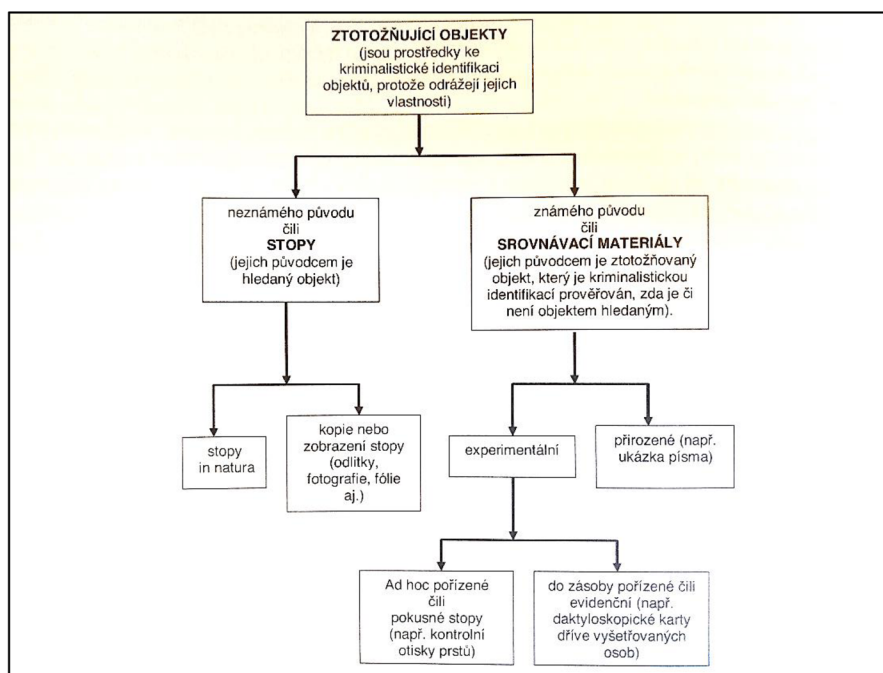 ZTOTOŽŇUJÍCÍ OBJEKTY
(jsou prostředky ke
kriminalistické identifikaci
objektů, protože odrážejí jejich
vlastnosti)
neznámého původu
čili
STOPY
(jejich původcem je
hledaný objekt)
známého původu
čili
SROVNÁVACÍ MATERIÁLY
(jejich původcem je ztotožňovaný
objekt, který je kriminalistickou
identifikací prověřován, zda je či
není objektem hledaným).
stopy
in natura
kopie nebo
zobrazení stopy
(odlitky,
fotografie, fólie
aj.)
experimentální
přirozené (např.
ukázka písma)
Ad hoc pořízené
čili
pokusné stopy
(např. kontrolní
otisky prstů)
do zásoby pořízené čili
evidenční (např.
daktyloskopické karty
dříve vyšetřovaných
osob)